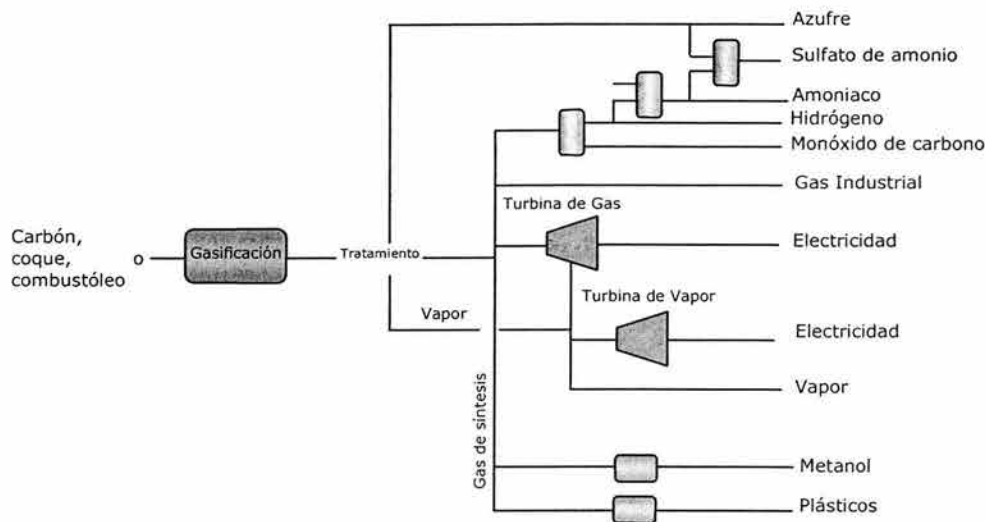 Azufre
Sulfato de amonio
Amoniaco
Hidrógeno
Monóxido de carbono
Gas Industrial
Turbina de Gas
Electricidad
Carbón,
coque, o
combustóleo
Gasificación
Tratamiento
Turbina de Vapor
Vapor
Electricidad
Vapor
Gas de síntesis
Metanol
Plásticos